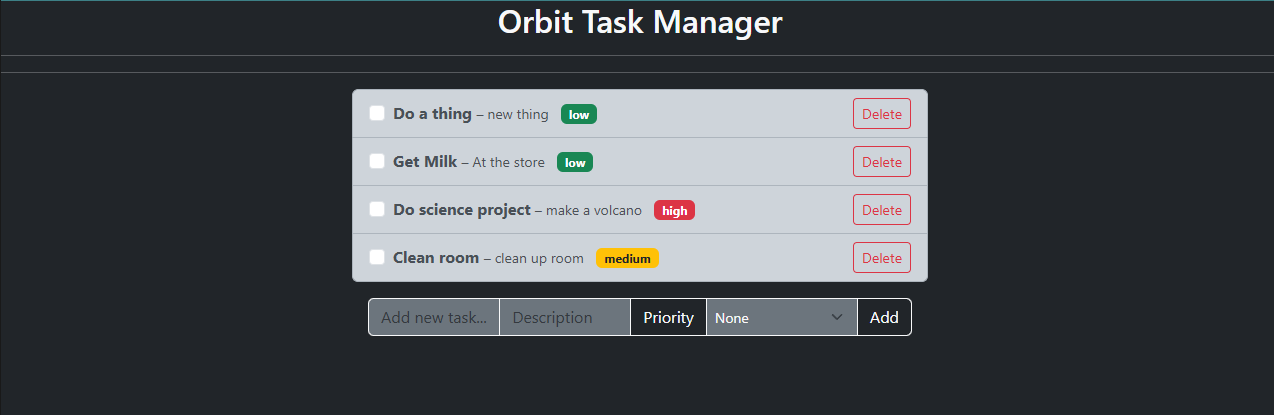 Orbit Task Manager
Do a thing – new thing low Delete
Get Milk – At the store low Delete
Do science project – make a volcano high Delete
Clean room – clean up room medium Delete
Add new task... Description Priority None Add